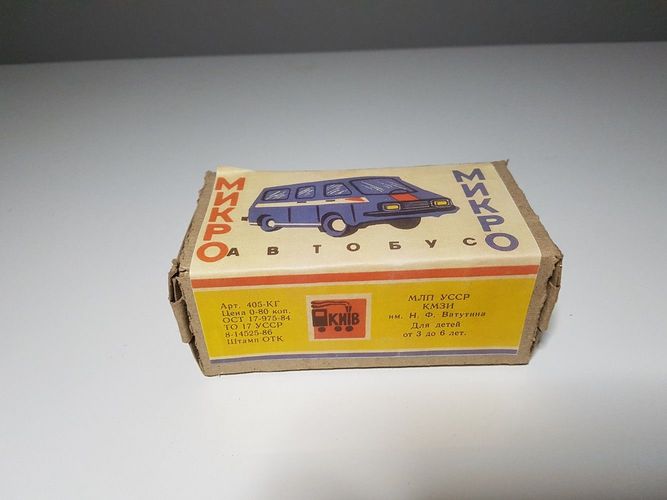 МИКРО
МИКРО
АВТОБУС
Арт. 405-КГ
Цена 0-80 коп.
ОСТ 17-975-84
ТО 17 УССР
8-14525-86
Штамп ОТК
КИЇВ
МЛП УССР
КМЗИ
им. Н. Ф. Ватутина
Для детей
от 3 до 6 лет.